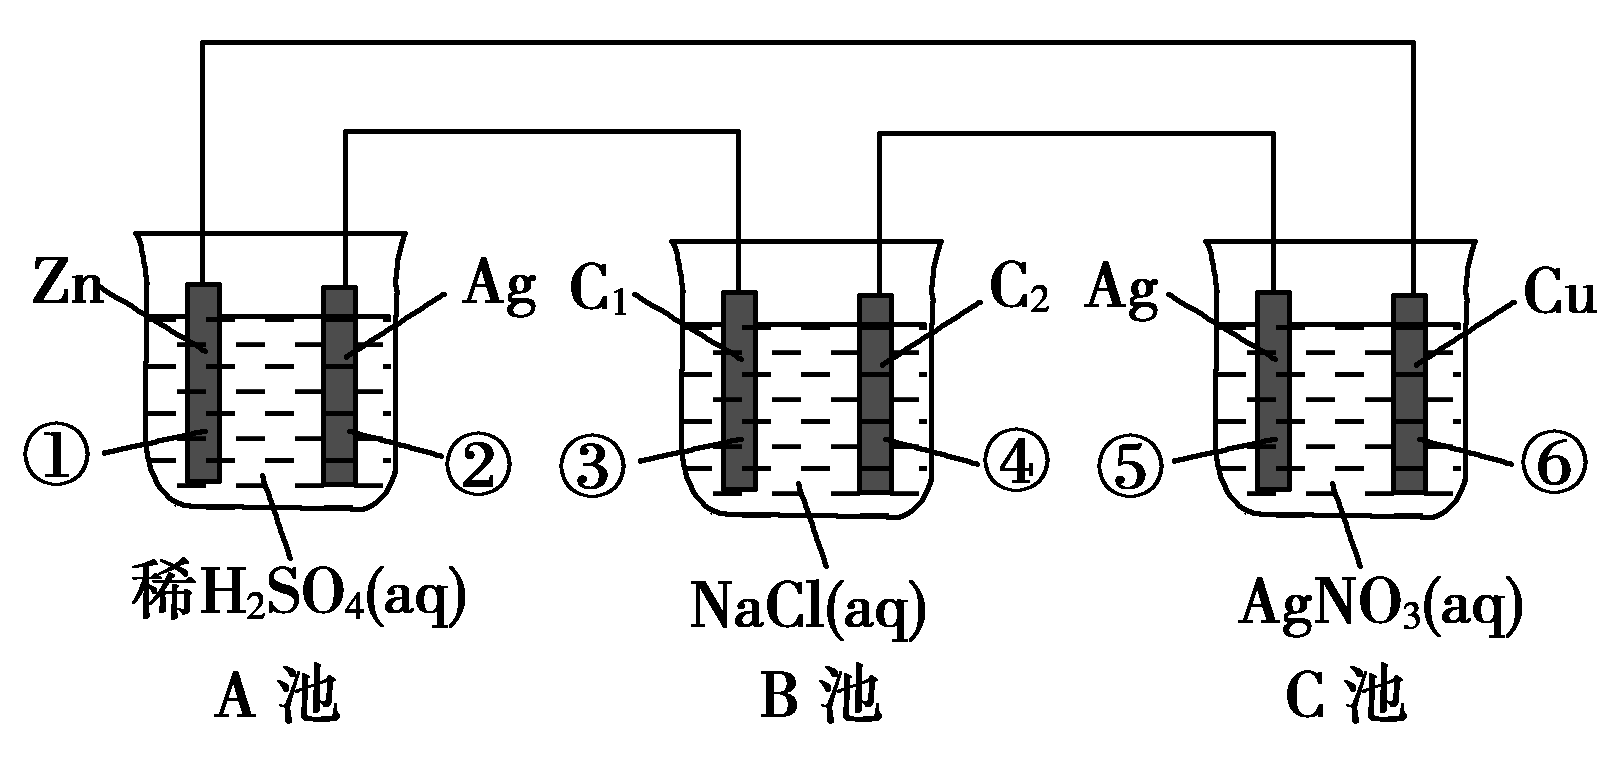 Zn Ag C₁ C₂ Ag Cu
① ② ③ ④ ⑤ ⑥
稀H₂SO₄(aq) NaCl(aq) AgNO₃(aq)
A 池 B 池 C 池